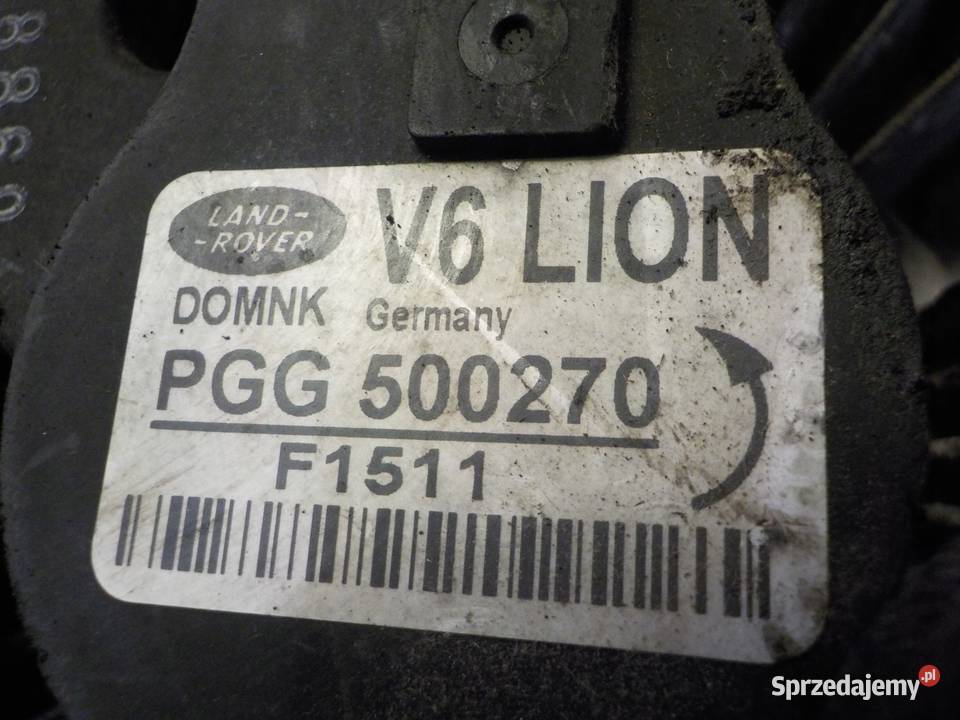 LAND-
-ROVER
V6 LION
DOMNK Germany
PGG 500270
F1511
Sprzedajemy.pl